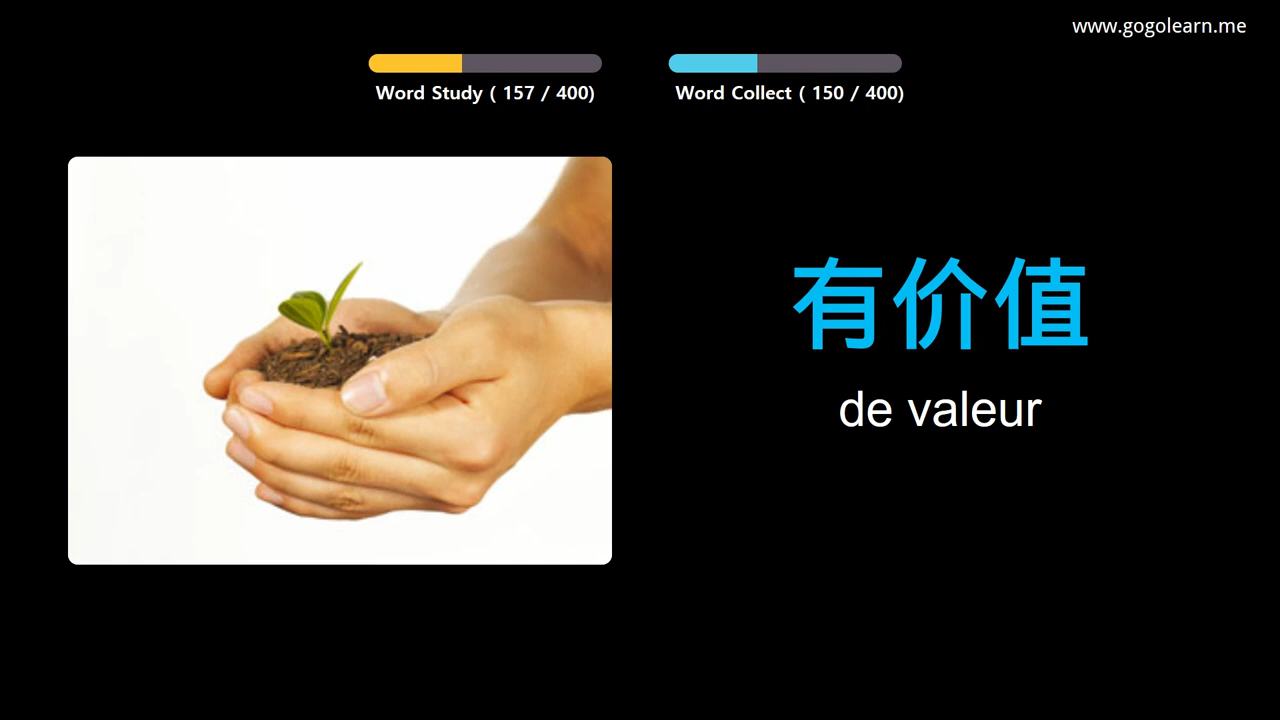 www.gogolearn.me
Word Study ( 157 / 400)
Word Collect ( 150 / 400)
有价值
de valeur